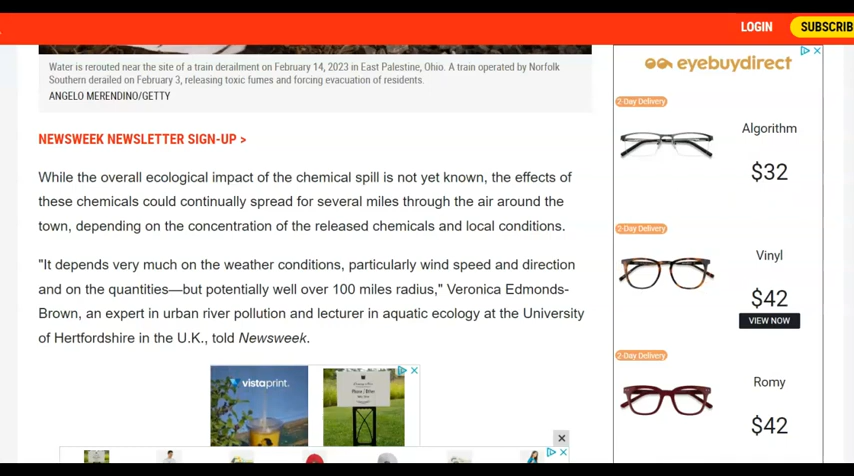 LOGIN
SUBSCRIB
Water is rerouted near the site of a train derailment on February 14, 2023 in East Palestine, Ohio. A train operated by Norfolk
Southern derailed on February 3, releasing toxic fumes and forcing evacuation of residents.
ANGELO MERENDINO/GETTY
NEWSWEEK NEWSLETTER SIGN-UP >
While the overall ecological impact of the chemical spill is not yet known, the effects of
these chemicals could continually spread for several miles through the air around the
town, depending on the concentration of the released chemicals and local conditions.
"It depends very much on the weather conditions, particularly wind speed and direction
and on the quantities—but potentially well over 100 miles radius," Veronica Edmonds-
Brown, an expert in urban river pollution and lecturer in aquatic ecology at the University
of Hertfordshire in the U.K., told Newsweek.
vistaprint.
eyebuydirect
2-Day Delivery
Algorithm
$32
2-Day Delivery
Vinyl
$42
VIEW NOW
2-Day Delivery
Romy
$42